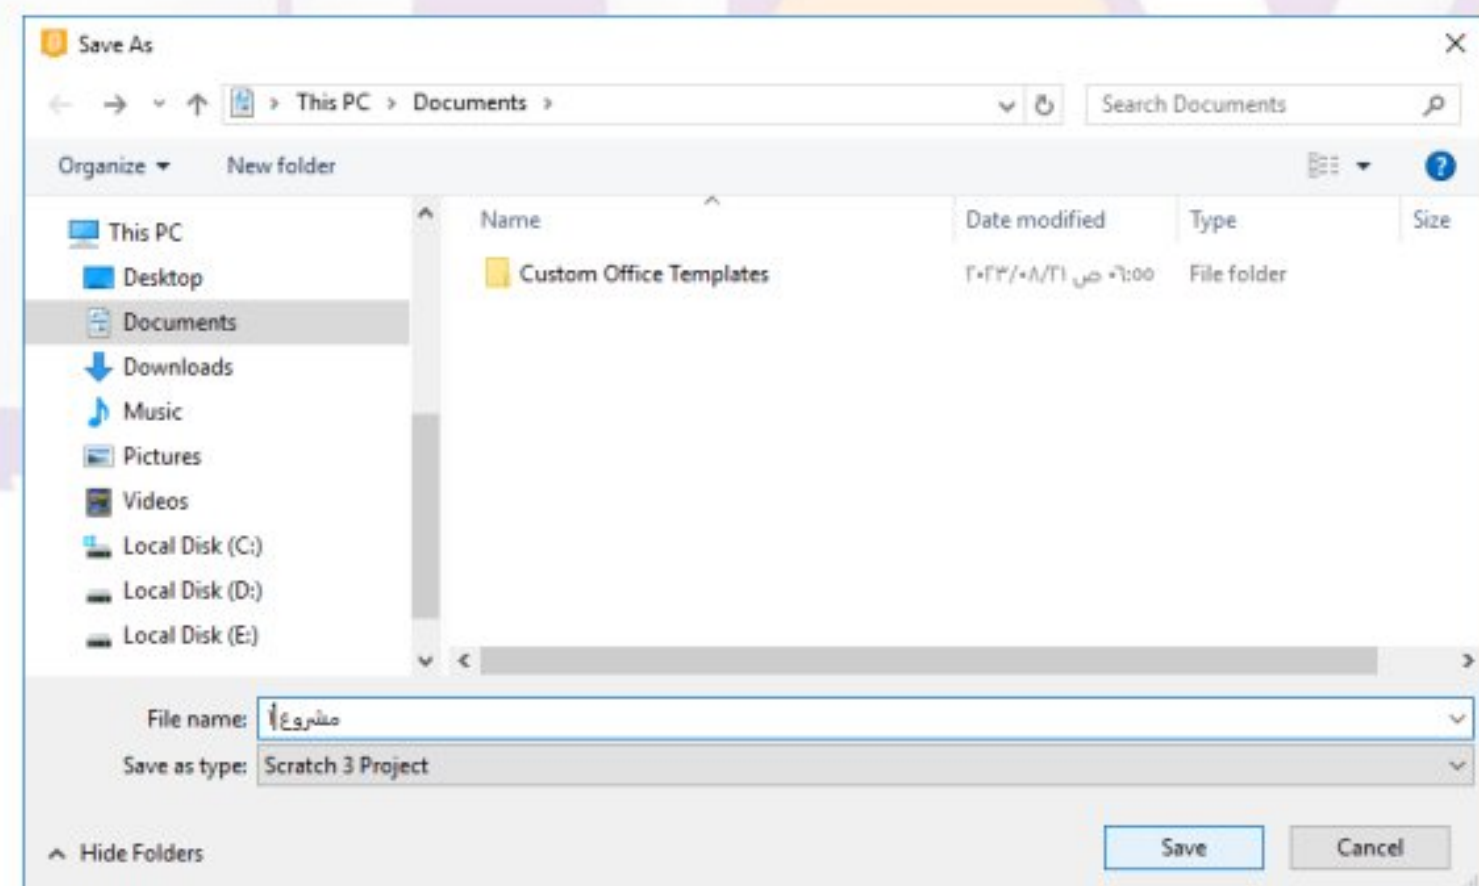 Save As
This PC > Documents >
Search Documents
Organize
New folder
Name
Date modified
Type
Size
This PC
Desktop
Documents
Downloads
Music
Pictures
Videos
Local Disk (C:)
Local Disk (D:)
Local Disk (E:)
Custom Office Templates
٢٠٢٣/٠٨/٢١ ص ٠٦:٥٥
File folder
File name: مشروع١
Save as type: Scratch 3 Project
Hide Folders
Save
Cancel